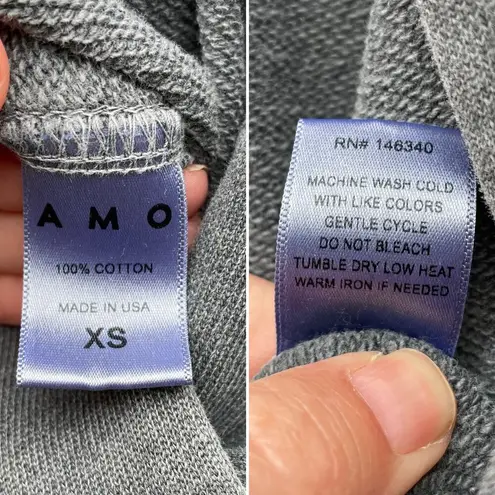 AMO
100% COTTON
MADE IN USA
XS
RN# 146340
MACHINE WASH COLD
WITH LIKE COLORS
GENTLE CYCLE
DO NOT BLEACH
TUMBLE DRY LOW HEAT
WARM IRON IF NEEDED